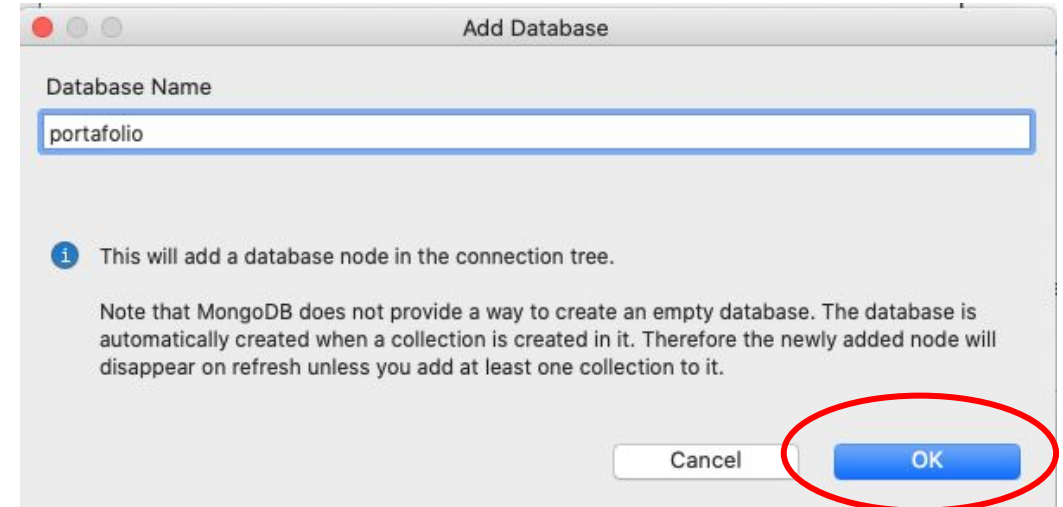 Add Database
Database Name
portafolio
This will add a database node in the connection tree.
Note that MongoDB does not provide a way to create an empty database. The database is
automatically created when a collection is created in it. Therefore the newly added node will
disappear on refresh unless you add at least one collection to it.
Cancel
OK